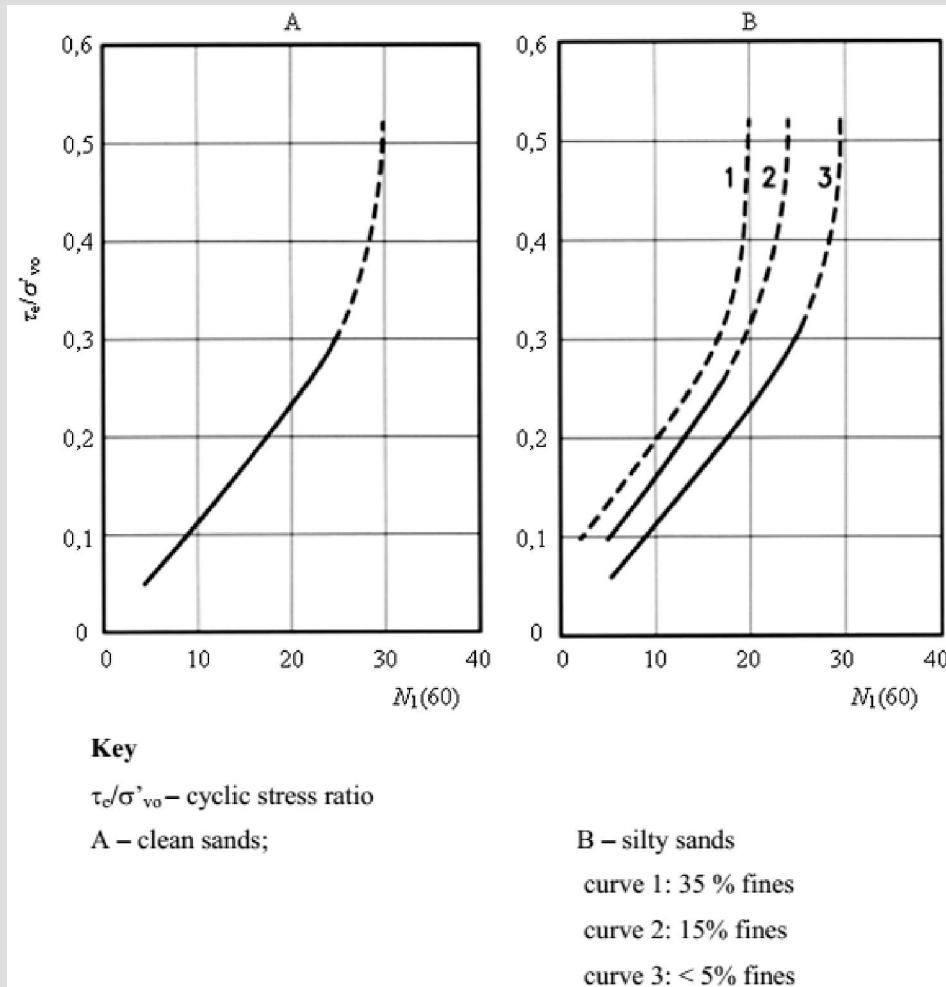 A
0,6
0,5
0,4
0,3
0,2
0,1
0
τe/σ'vo
0 10 20 30 40
N1(60)
B
0,6
0,5
0,4
0,3
0,2
0,1
0
1 2 3
0 10 20 30 40
N1(60)
Key
τe/σ’vo – cyclic stress ratio
A – clean sands;
B – silty sands
curve 1: 35 % fines
curve 2: 15% fines
curve 3: < 5% fines